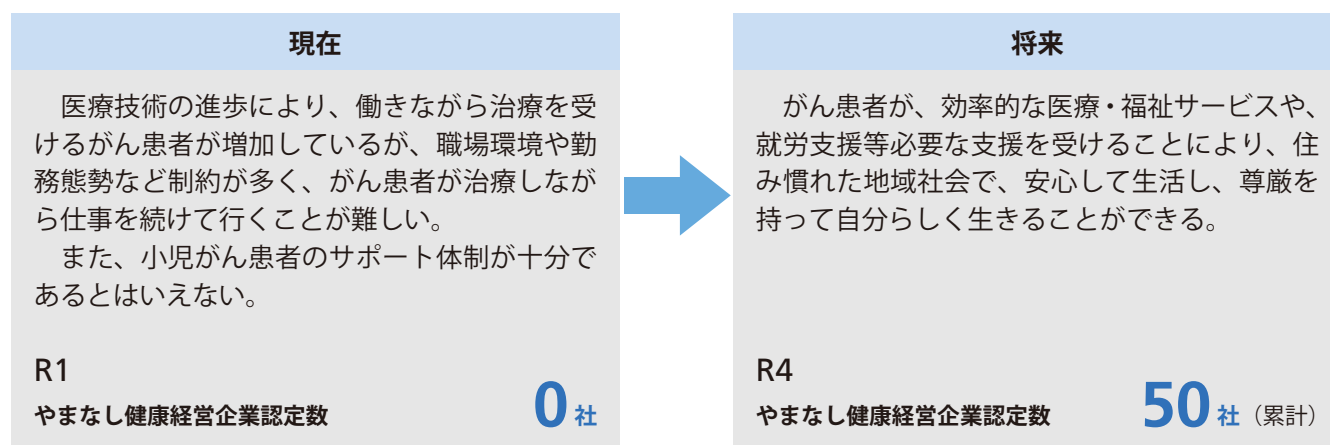 現在
医療技術の進歩により、働きながら治療を受
けるがん患者が増加しているが、職場環境や勤
務態勢など制約が多く、がん患者が治療しなが
ら仕事を続けて行くことが難しい。
また、小児がん患者のサポート体制が十分で
あるとはいえない。
R1
やまなし健康経営企業認定数 0社
将来
がん患者が、効率的な医療・福祉サービスや、
就労支援等必要な支援を受けることにより、住
み慣れた地域社会で、安心して生活し、尊厳を
持って自分らしく生きることができる。
R4
やまなし健康経営企業認定数 50社（累計）